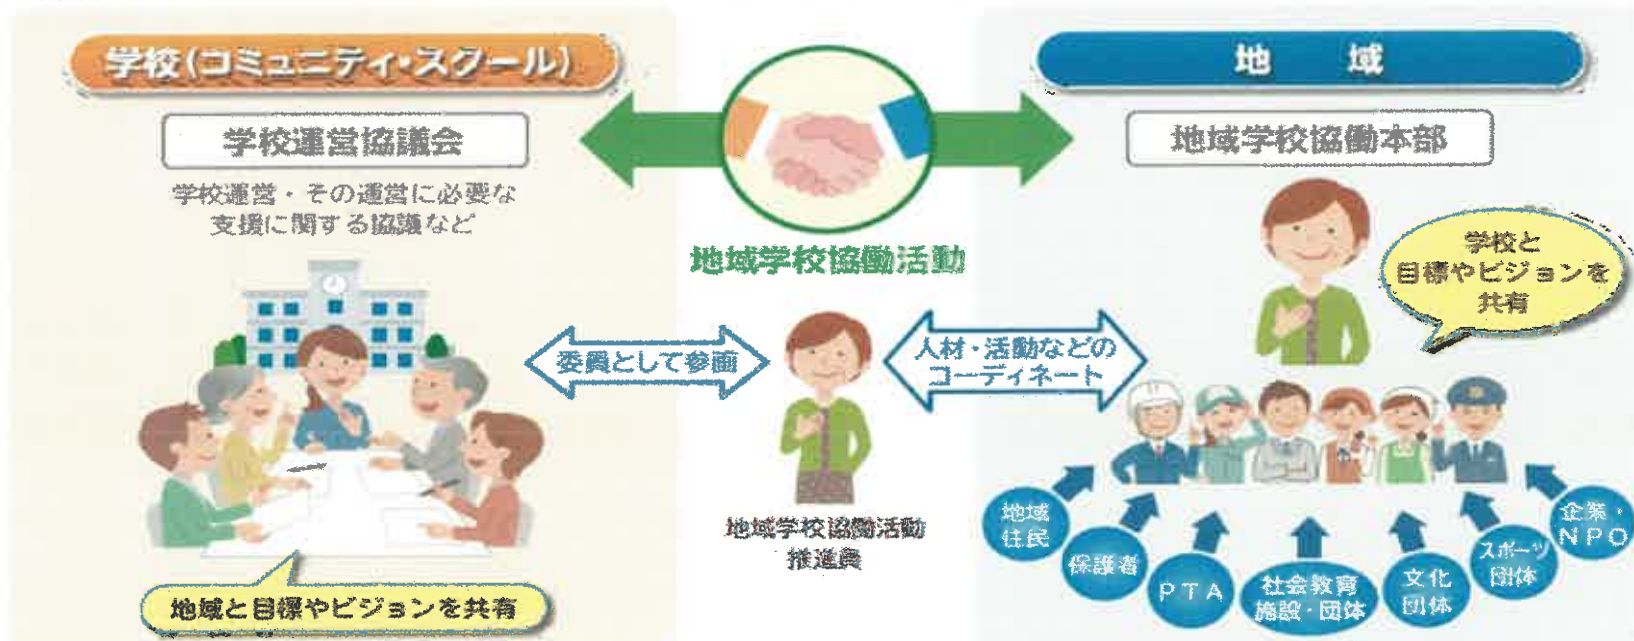 学校(コミュニティ・スクール)
学校運営協議会
学校運営・その運営に必要な
支援に関する協議など
地域と目標やビジョンを共有
地域学校協働活動
委員として参画
人材・活動などの
コーディネート
地域学校協働活動
推進員
地　域
地域学校協働本部
学校と
目標やビジョンを
共有
地域
住民
保護者
PTA
社会教育
施設・団体
文化
団体
スポーツ
団体
企業・
NPO